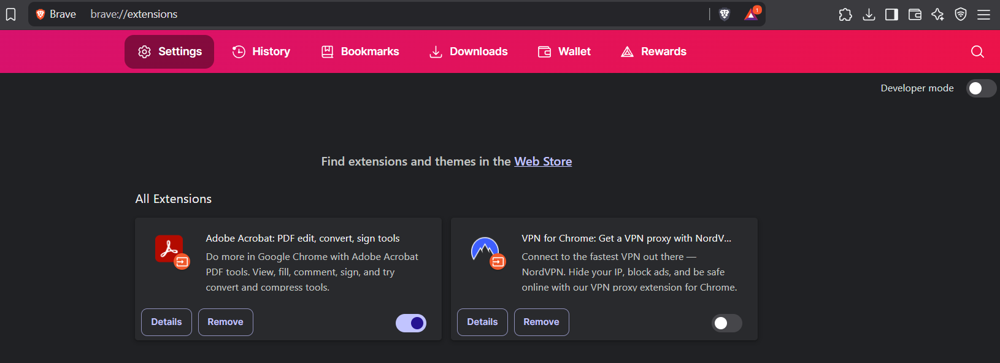 Brave brave://extensions 1
Settings History Bookmarks Downloads Wallet Rewards
Developer mode
Find extensions and themes in the Web Store
All Extensions
Adobe Acrobat: PDF edit, convert, sign tools
Do more in Google Chrome with Adobe Acrobat
PDF tools. View, fill, comment, sign, and try
convert and compress tools.
Details Remove
VPN for Chrome: Get a VPN proxy with NordV...
Connect to the fastest VPN out there —
NordVPN. Hide your IP, block ads, and be safe
online with our VPN proxy extension for Chrome.
Details Remove